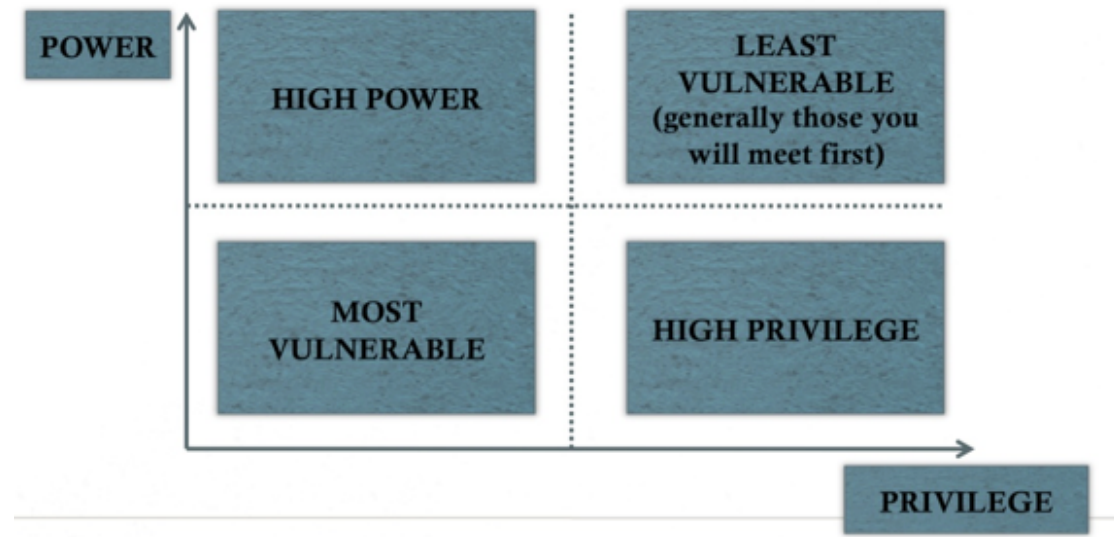 POWER
HIGH POWER
LEAST
VULNERABLE
(generally those you
will meet first)
MOST
VULNERABLE
HIGH PRIVILEGE
PRIVILEGE